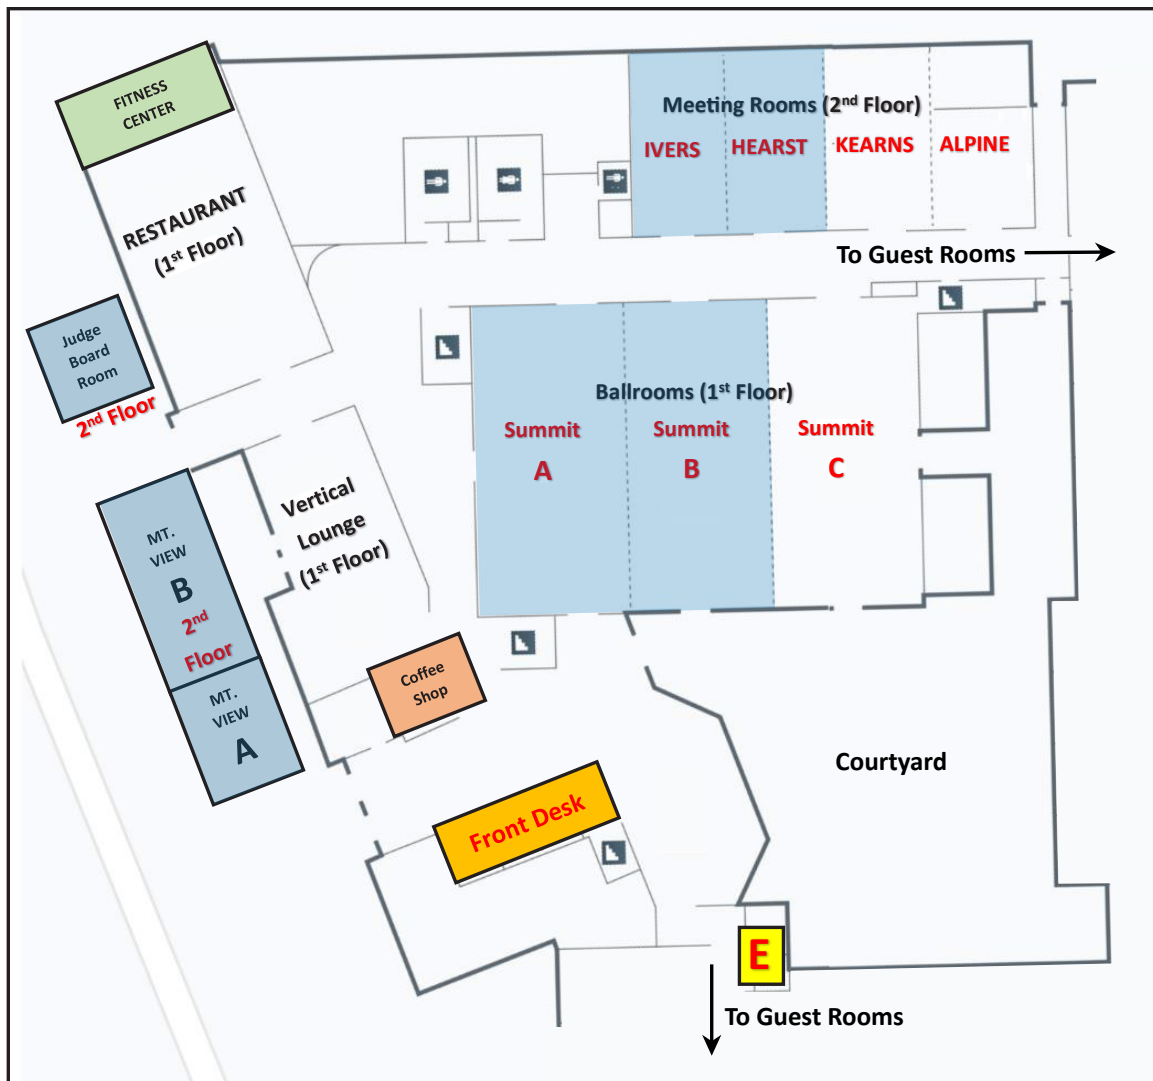 FITNESS
CENTER
Meeting Rooms (2nd Floor)
IVERS
HEARST
KEARNS
ALPINE
RESTAURANT
(1st Floor)
To Guest Rooms
Judge
Board
Room
2nd Floor
Ballrooms (1st Floor)
Summit
A
Summit
B
Summit
C
Vertical
Lounge
(1st Floor)
MT.
VIEW
B
2nd
Floor
MT.
VIEW
A
Coffee
Shop
Courtyard
Front Desk
E
To Guest Rooms